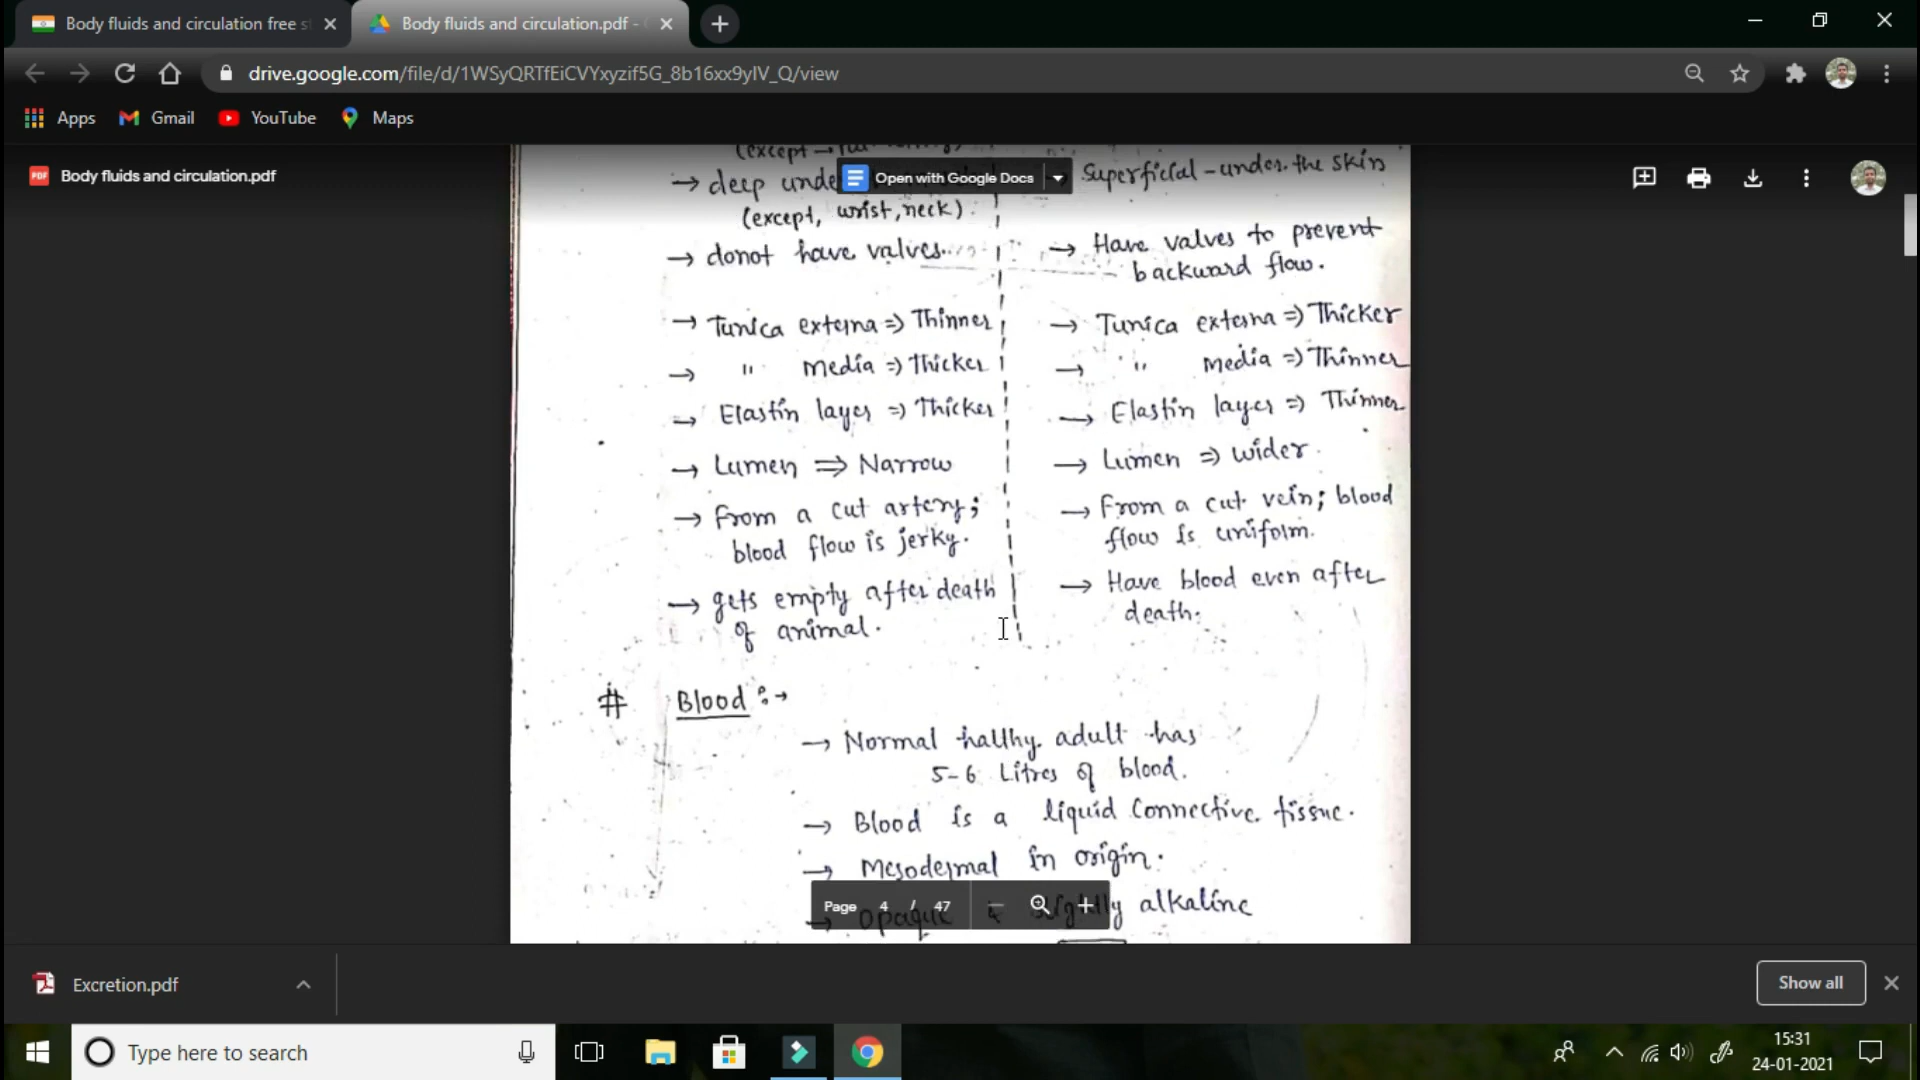 Body fluids and circulation free s
Body fluids and circulation.pdf -
drive.google.com/file/d/1WSyQRTfEiCVYxyzif5G_8b16xx9yIV_Q/view
Apps Gmail YouTube Maps
Body fluids and circulation.pdf
Open with Google Docs
(except →
→ deep unde
(except, wrist, neck).
→ donot have valves.
→ Tunica externa => Thinner
→ " media => Thicker
→ Elastin layer => Thicker
→ Lumen => Narrow
→ from a cut artery;
blood flow is jerky.
→ gets empty after death
of animal.
Superficial - under the skin
→ Have valves to prevent
backward flow.
→ Tunica externa => Thicker
→ " media => Thinner
→ Elastin layer => Thinner
→ Lumen => wider.
→ From a cut vein; blood
flow is uniform.
→ Have blood even after
death.
# Blood :→
→ Normal halthy adult has
5-6 Litres of blood.
→ Blood is a liquid Connective tissue.
→ Mesodermal in origin.
→ Opaque & slightly alkaline
Page 4 / 47
Excretion.pdf
Show all
Type here to search
15:31
24-01-2021